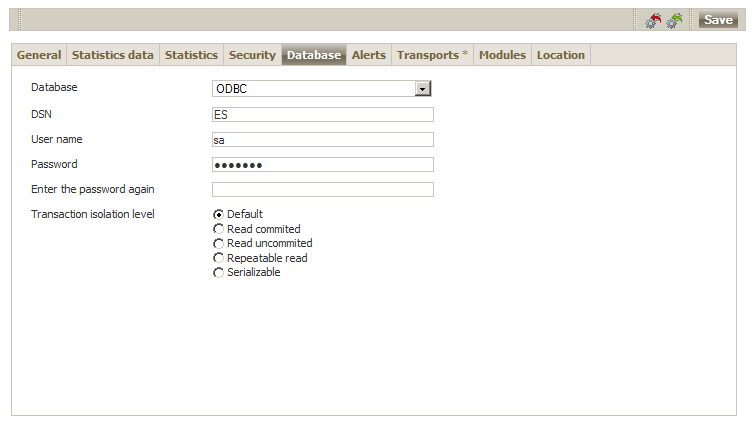 Save
General Statistics data Statistics Security Database Alerts Transports * Modules Location
Database ODBC
DSN ES
User name sa
Password •••••••
Enter the password again
Transaction isolation level Default
Read commited
Read uncommited
Repeatable read
Serializable